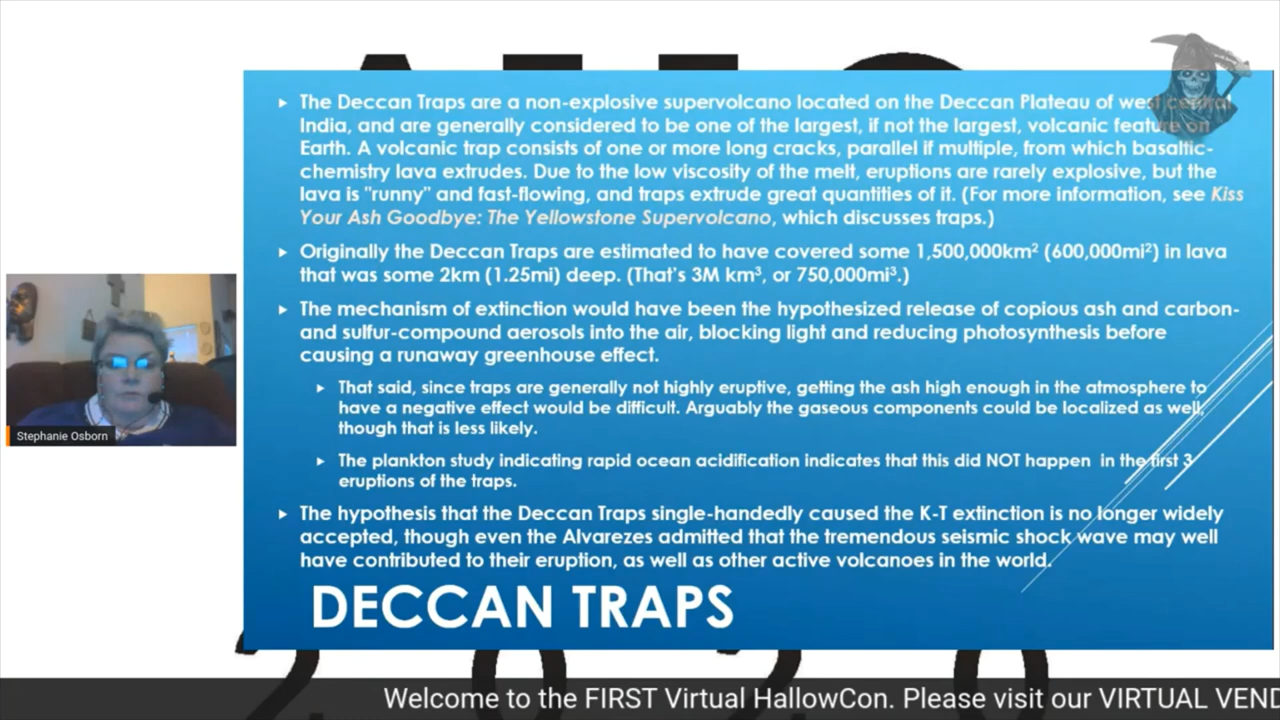 The Deccan Traps are a non-explosive supervolcano located on the Deccan Plateau of west central
India, and are generally considered to be one of the largest, if not the largest, volcanic feature on
Earth. A volcanic trap consists of one or more long cracks, parallel if multiple, from which basaltic-
chemistry lava extrudes. Due to the low viscosity of the melt, eruptions are rarely explosive, but the
lava is "runny" and fast-flowing, and traps extrude great quantities of it. (For more information, see Kiss
Your Ash Goodbye: The Yellowstone Supervolcano, which discusses traps.)
Originally the Deccan Traps are estimated to have covered some 1,500,000km² (600,000mi²) in lava
that was some 2km (1.25mi) deep. (That's 3M km³, or 750,000mi³.)
The mechanism of extinction would have been the hypothesized release of copious ash and carbon-
and sulfur-compound aerosols into the air, blocking light and reducing photosynthesis before
causing a runaway greenhouse effect.
That said, since traps are generally not highly eruptive, getting the ash high enough in the atmosphere to
have a negative effect would be difficult. Arguably the gaseous components could be localized as well,
though that is less likely.
The plankton study indicating rapid ocean acidification indicates that this did NOT happen in the first 3
eruptions of the traps.
The hypothesis that the Deccan Traps single-handedly caused the K-T extinction is no longer widely
accepted, though even the Alvarezes admitted that the tremendous seismic shock wave may well
have contributed to their eruption, as well as other active volcanoes in the world.
DECCAN TRAPS
Stephanie Osborn
2020
Welcome to the FIRST Virtual HallowCon. Please visit our VIRTUAL VEND